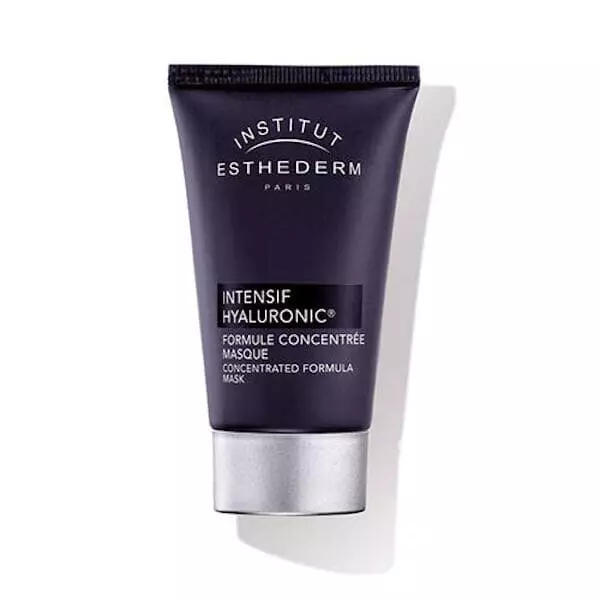 INSTITUT
ESTHEDERM
PARIS
INTENSIF
HYALURONIC®
FORMULE CONCENTRÉE
MASQUE
CONCENTRATED FORMULA
MASK